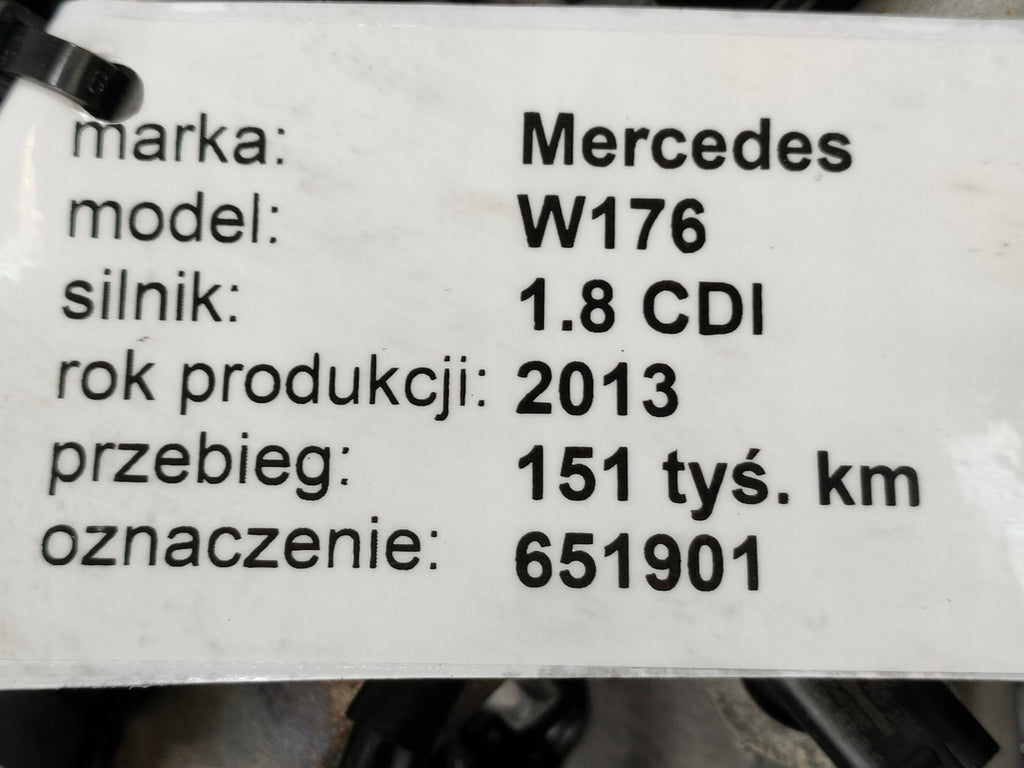 marka: Mercedes
model: W176
silnik: 1.8 CDI
rok produkcji: 2013
przebieg: 151 tyś. km
oznaczenie: 651901